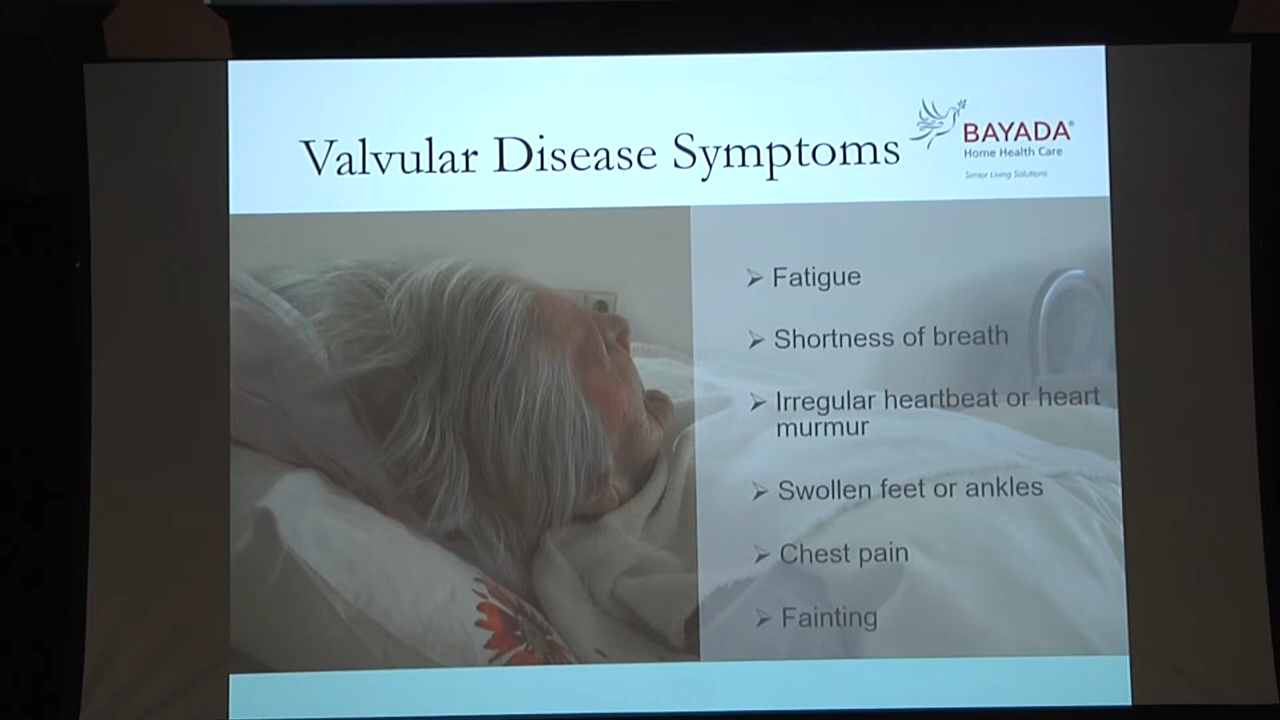 Valvular Disease Symptoms
BAYADA®
Home Health Care
Senior Living Solutions
➢ Fatigue
➢ Shortness of breath
➢ Irregular heartbeat or heart
murmur
➢ Swollen feet or ankles
➢ Chest pain
➢ Fainting